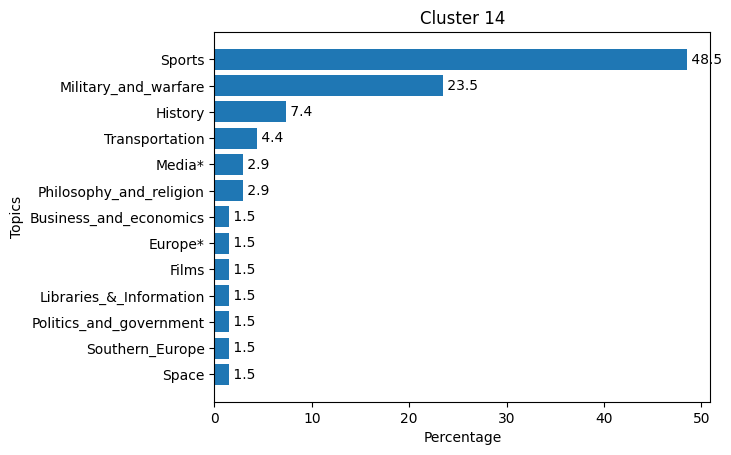 Cluster 14
Topics
Sports 48.5
Military_and_warfare 23.5
History 7.4
Transportation 4.4
Media* 2.9
Philosophy_and_religion 2.9
Business_and_economics 1.5
Europe* 1.5
Films 1.5
Libraries_&_Information 1.5
Politics_and_government 1.5
Southern_Europe 1.5
Space 1.5
0 10 20 30 40 50
Percentage